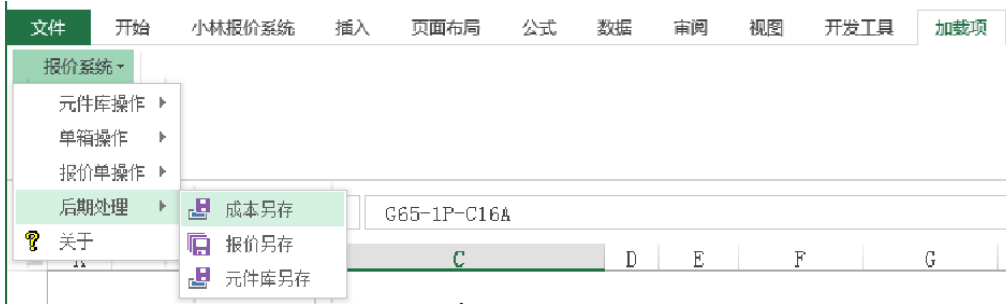 文件 开始 小林报价系统 插入 页面布局 公式 数据 审阅 视图 开发工具 加载项
报价系统
元件库操作
单箱操作
报价单操作
后期处理 成本另存 G65-1P-C16A
关于 报价另存
C D E F G
元件库另存